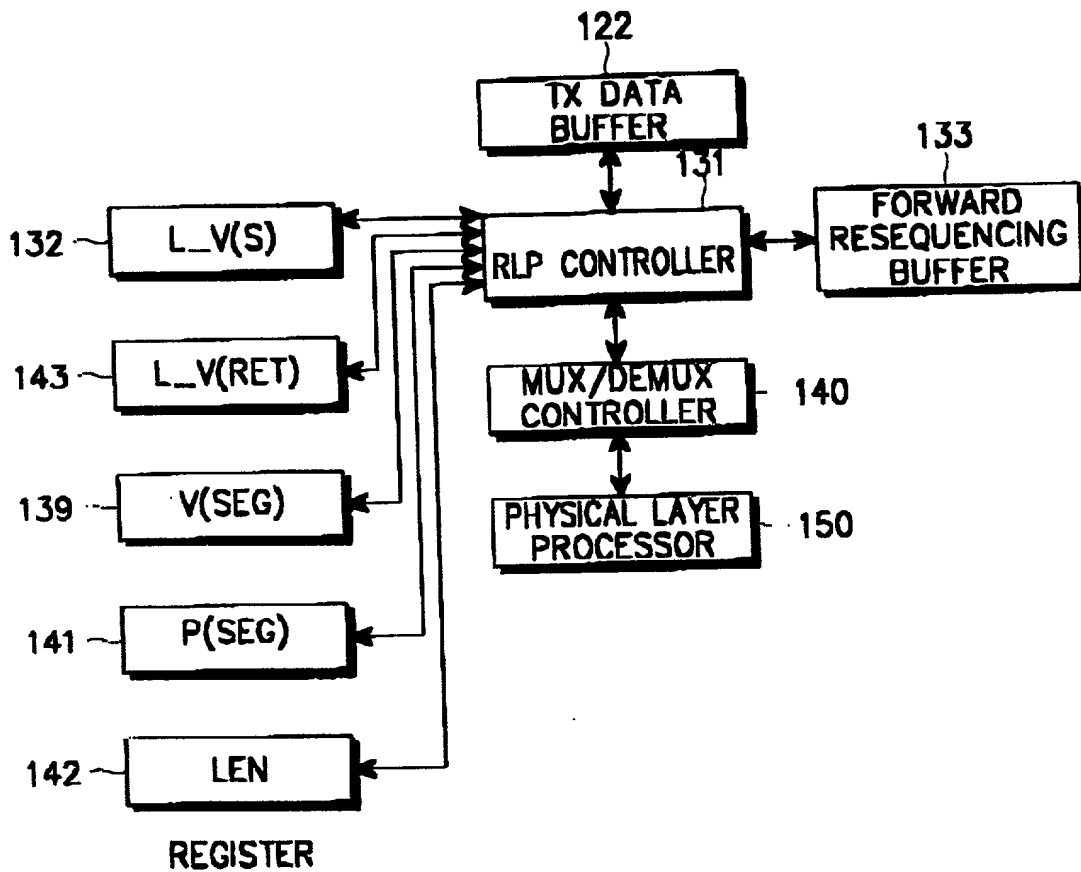 122
TX DATA
BUFFER
131
133
FORWARD
RESEQUENCING
BUFFER
132
L_V(S)
RLP CONTROLLER
143
L_V(RET)
MUX/DEMUX
CONTROLLER
140
139
V(SEG)
PHYSICAL LAYER
PROCESSOR
150
141
P(SEG)
142
LEN
REGISTER